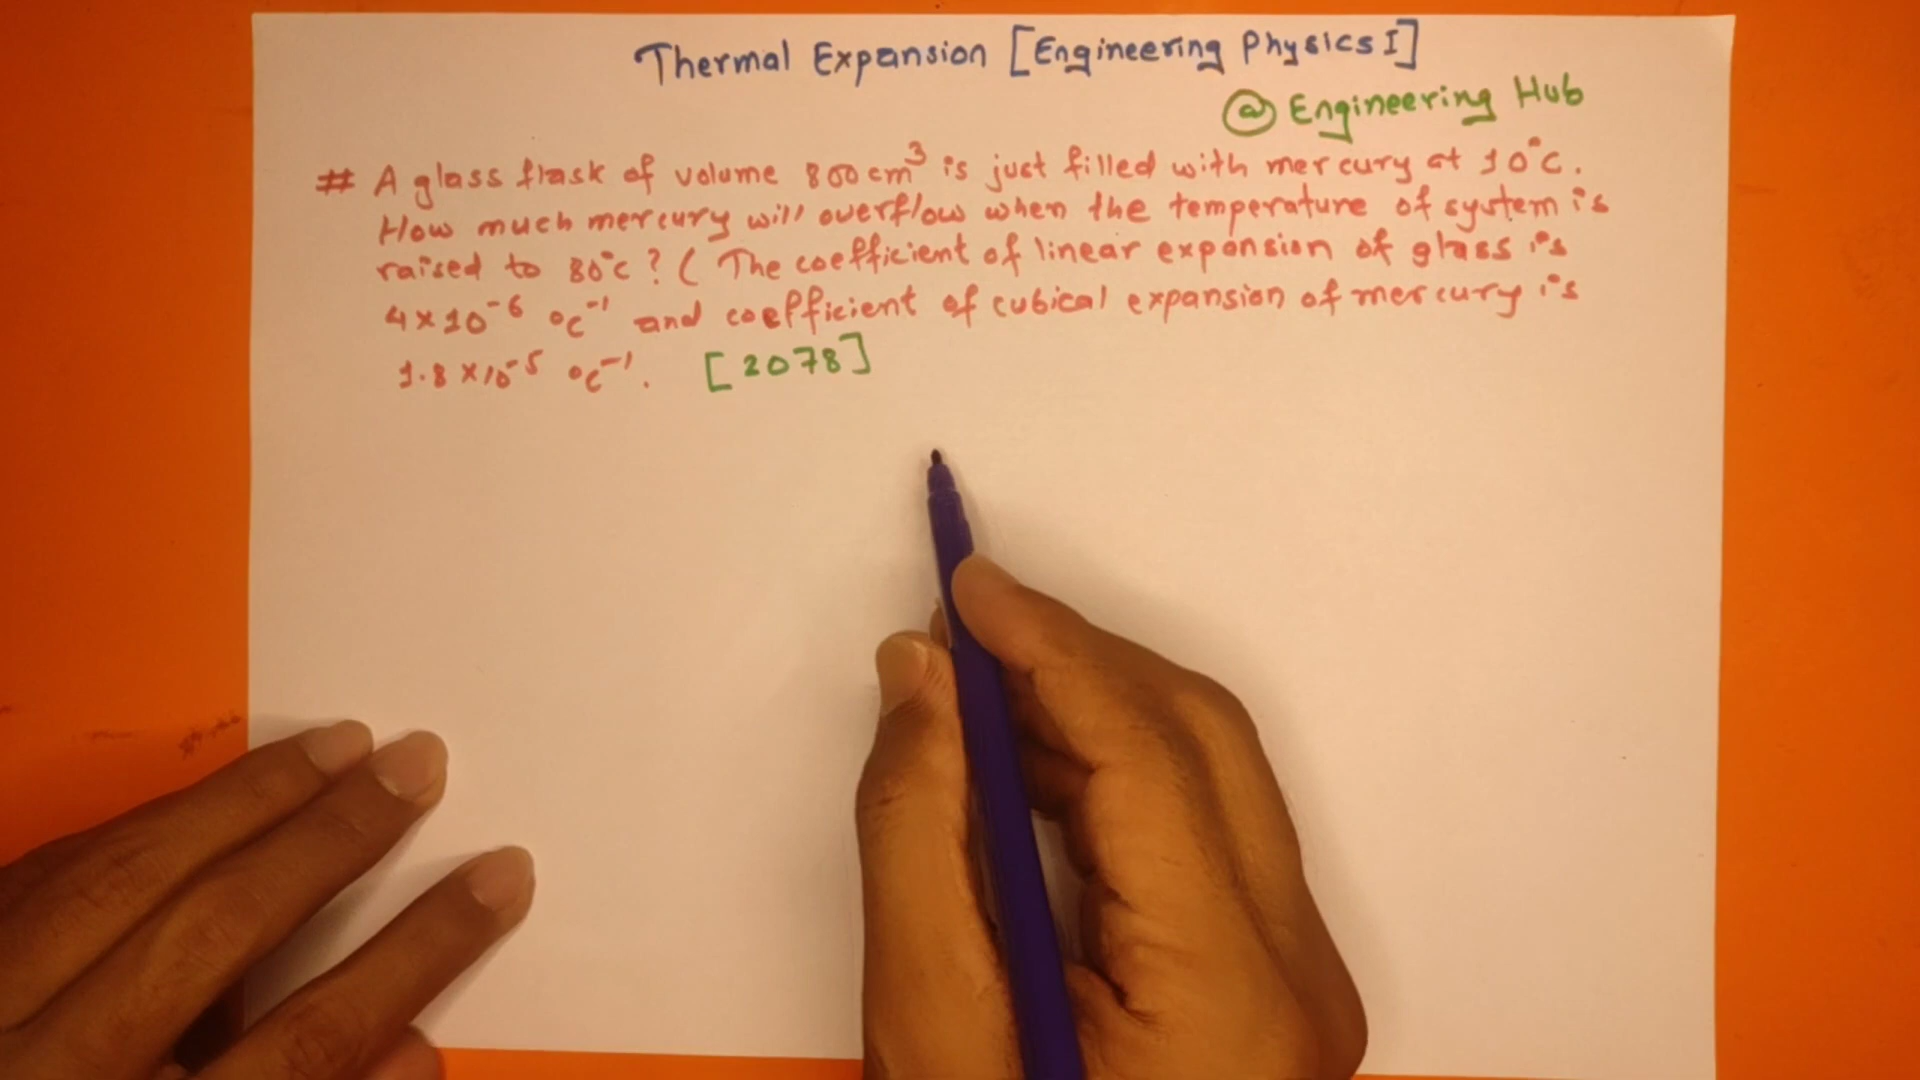 Thermal Expansion [Engineering Physics I]
@ Engineering Hub
# A glass flask of volume 800 cm³ is just filled with mercury at 10°C.
How much mercury will overflow when the temperature of system is
raised to 80°C? (The coefficient of linear expansion of glass is
4×10⁻⁶ °C⁻¹ and coefficient of cubical expansion of mercury is
1.8×10⁻⁵ °C⁻¹. [2078]